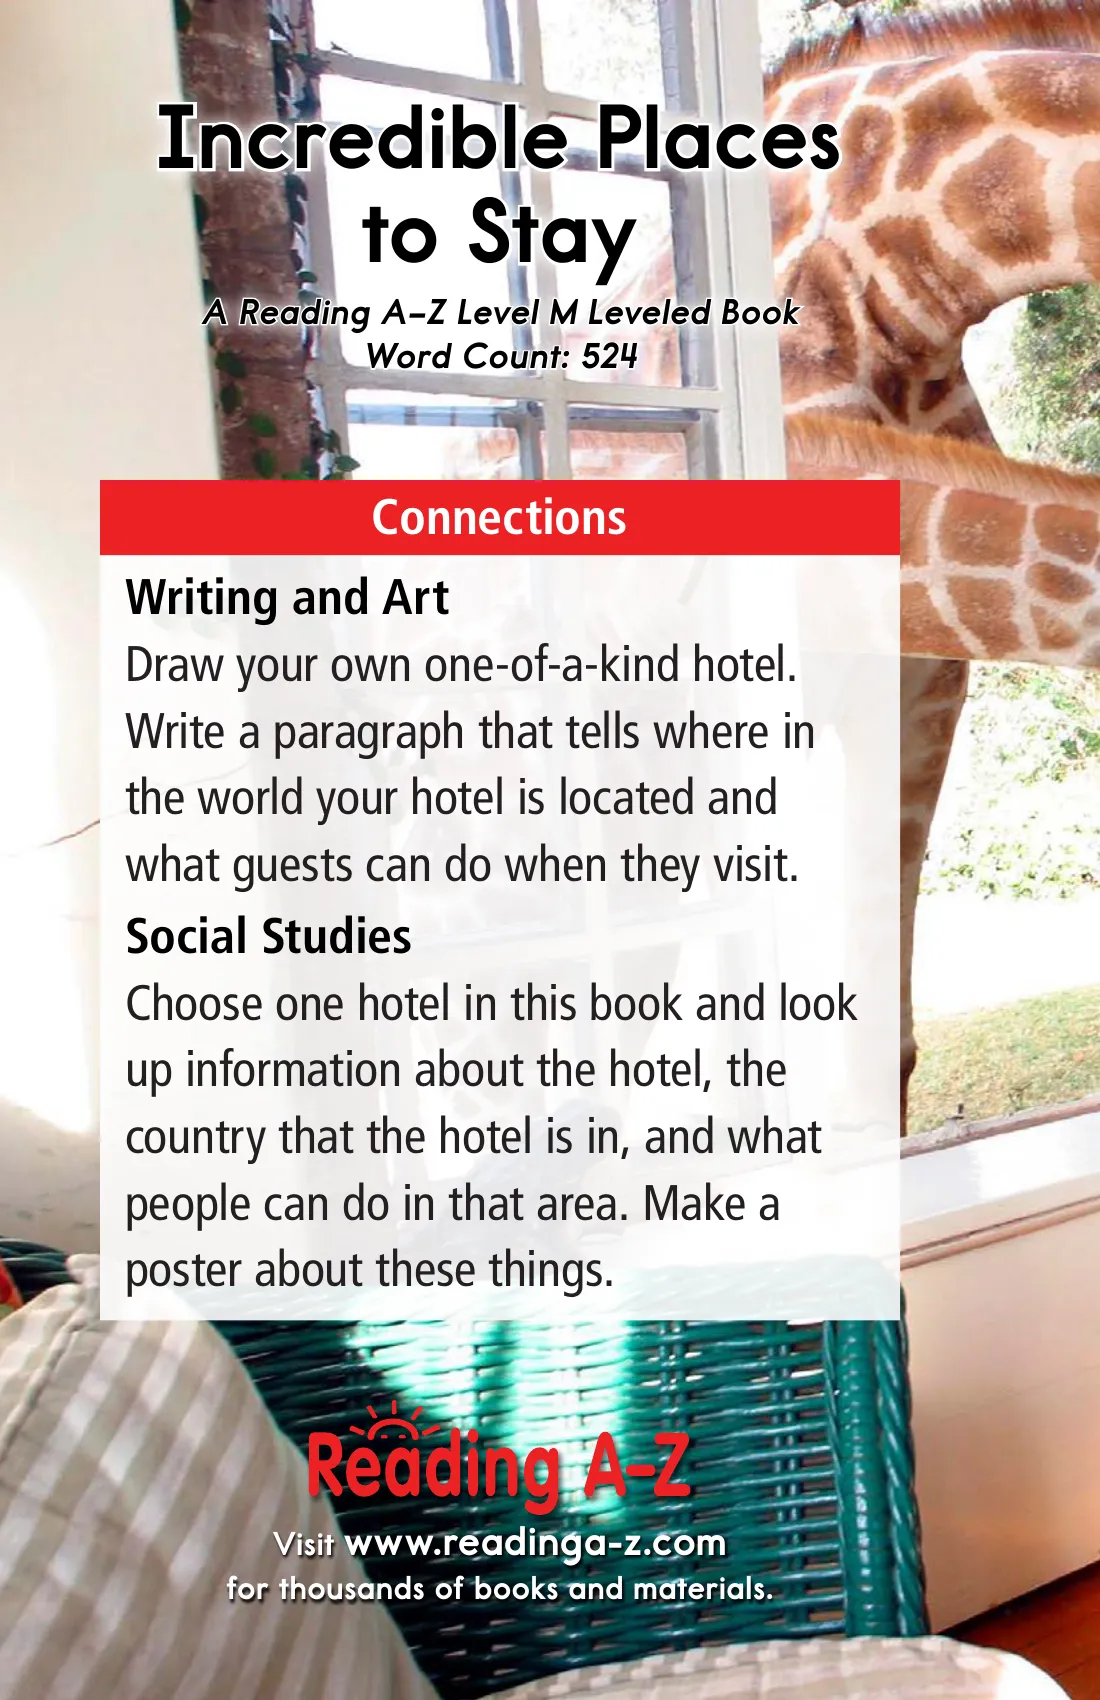 Incredible Places
to Stay
A Reading A–Z Level M Leveled Book
Word Count: 524
Connections
Writing and Art
Draw your own one-of-a-kind hotel.
Write a paragraph that tells where in
the world your hotel is located and
what guests can do when they visit.
Social Studies
Choose one hotel in this book and look
up information about the hotel, the
country that the hotel is in, and what
people can do in that area. Make a
poster about these things.
Reading A–Z
Visit www.readinga-z.com
for thousands of books and materials.